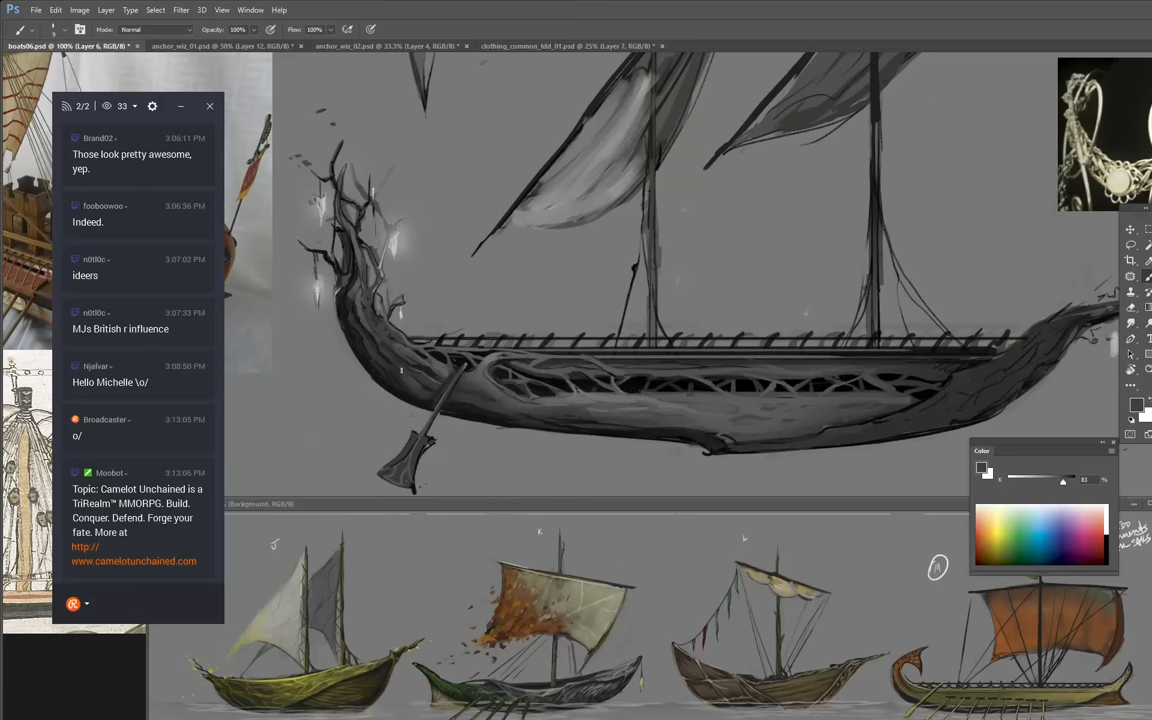 Ps File Edit Image Layer Type Select Filter 3D View Window Help
9 Mode: Normal Opacity: 100% Flow: 100%
boats06.psd @ 100% (Layer 6, RGB/8) * × anchor_wiz_01.psd @ 50% (Layer 12, RGB/8) * × anchor_wiz_02.psd @ 33.3% (Layer 4, RGB/8) * × clothing_common_tdd_01.psd @ 25% (Layer 7, RGB/8) * ×
2/2 33
Brand02 3:06:11 PM
Those look pretty awesome,
yep.
fooboowoo 3:06:36 PM
Indeed.
n0tl0c 3:07:02 PM
ideers
n0tl0c 3:07:33 PM
MJs British r influence
Njalvar 3:08:50 PM
Hello Michelle \o/
Broadcaster 3:13:05 PM
o/
Moobot 3:13:06 PM
Topic: Camelot Unchained is a
TriRealm™ MMORPG. Build.
Conquer. Defend. Forge your
fate. More at
http://
www.camelotunchained.com
Color
K 83 %
(Background, RGB/8)
J K L M